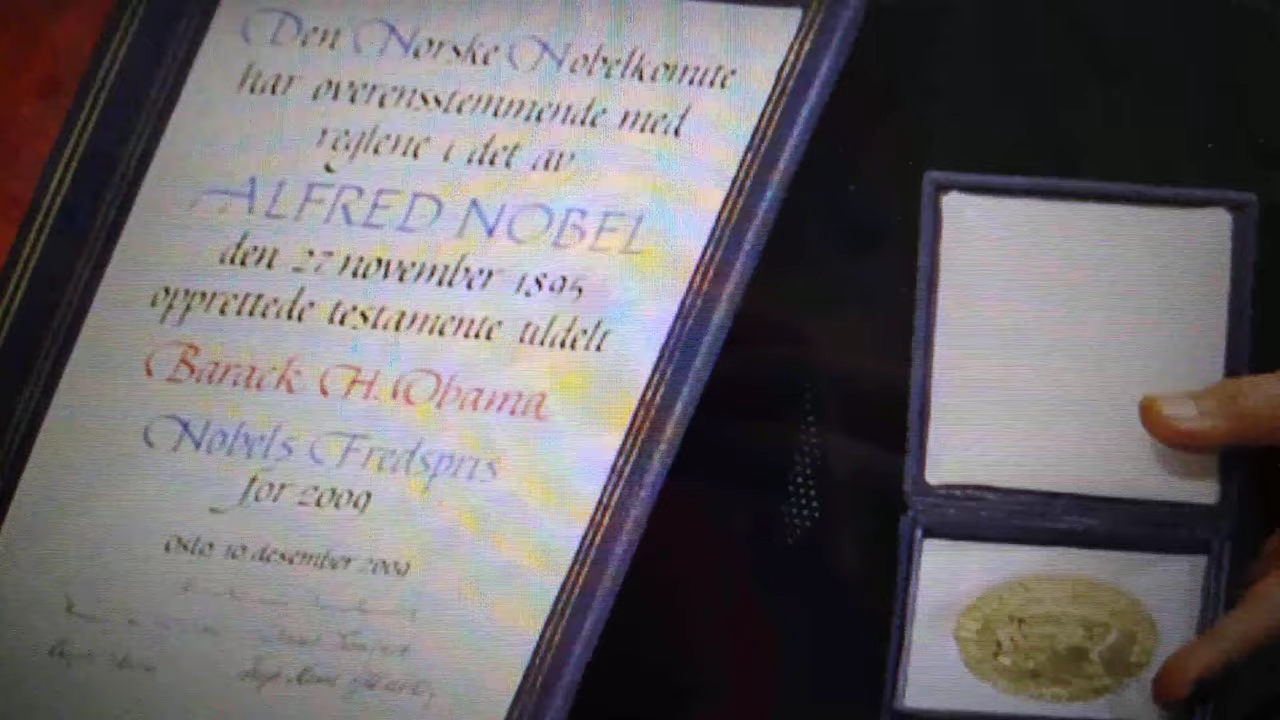 Den Norske Nobelkomite
har overensstemmende med
reglene i det av
ALFRED NOBEL
den 27 november 1895
opprettede testamente tildelt
Barack H. Obama
Nobels Fredspris
for 2009
Oslo 10 desember 2009